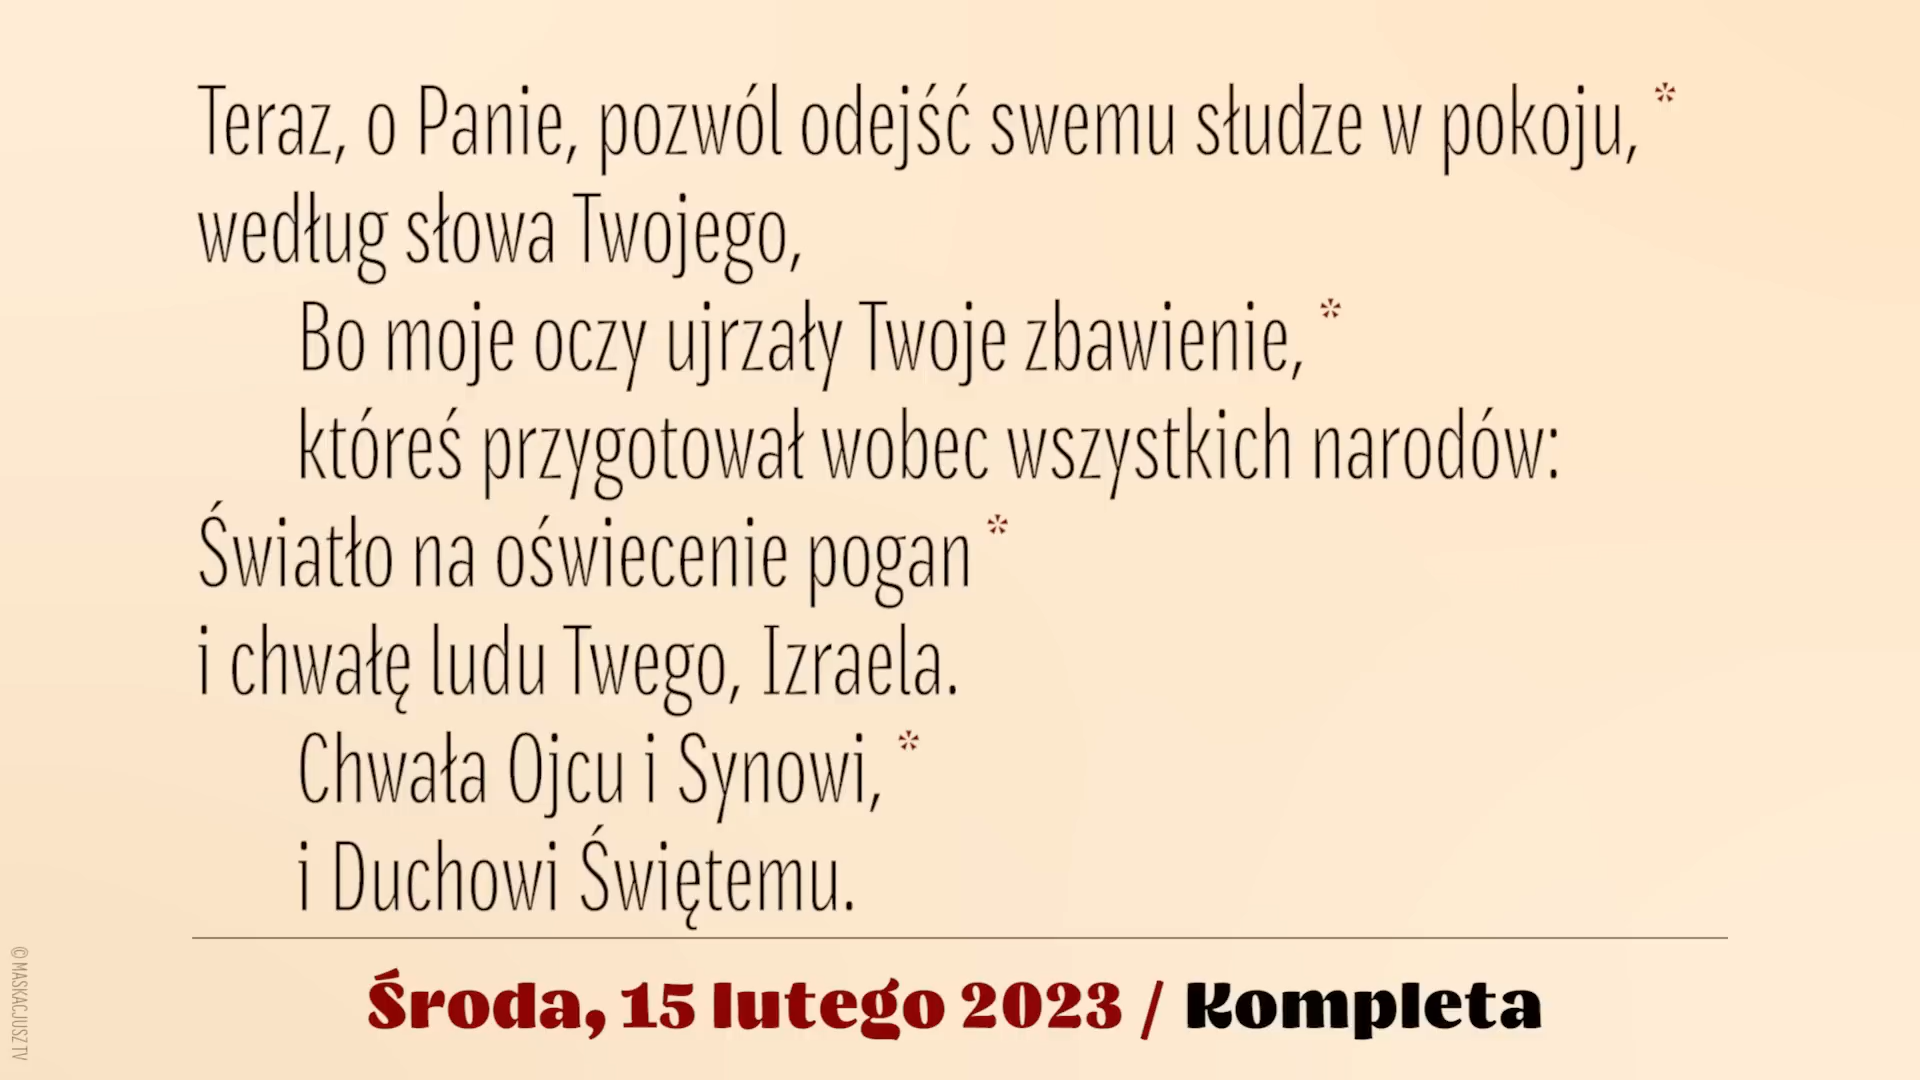 Teraz, o Panie, pozwól odejść swemu słudze w pokoju, *
według słowa Twojego,
Bo moje oczy ujrzały Twoje zbawienie, *
któreś przygotował wobec wszystkich narodów:
Światło na oświecenie pogan *
i chwałę ludu Twego, Izraela.
Chwała Ojcu i Synowi, *
i Duchowi Świętemu.
Środa, 15 lutego 2023 / Kompleta
© MASKACJUSZ TV